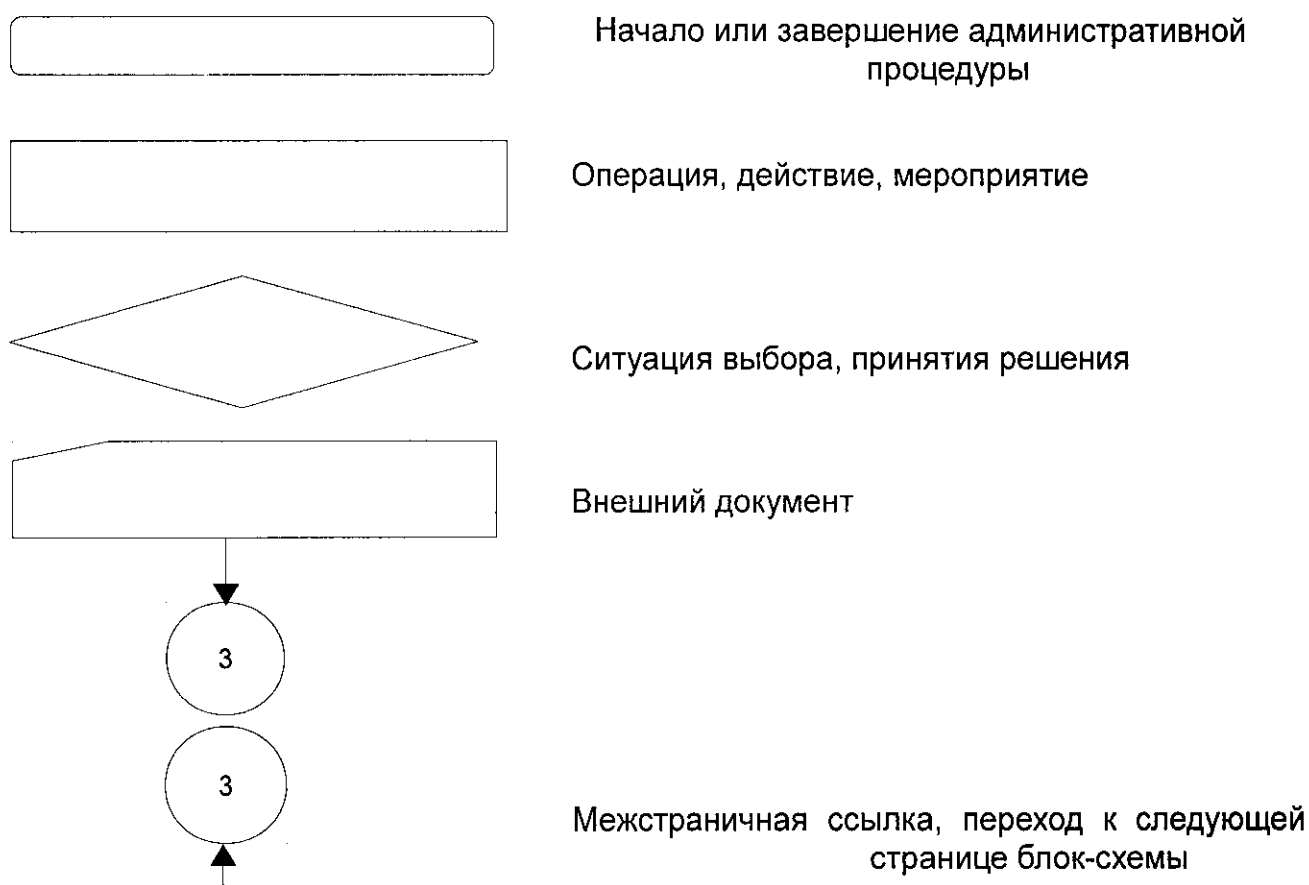 Начало или завершение административной
процедуры
Операция, действие, мероприятие
Ситуация выбора, принятия решения
Внешний документ
3
3
Межстраничная ссылка, переход к следующей
странице блок-схемы